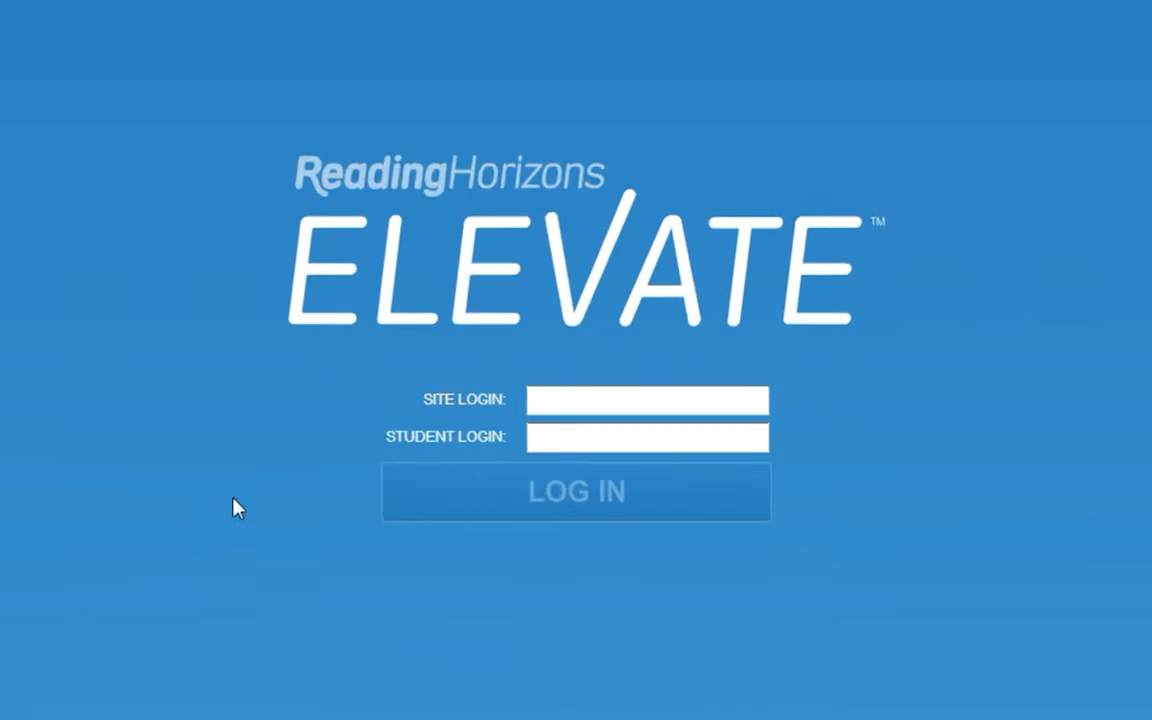 ReadingHorizons
ELEVATE™
SITE LOGIN:
STUDENT LOGIN:
LOG IN